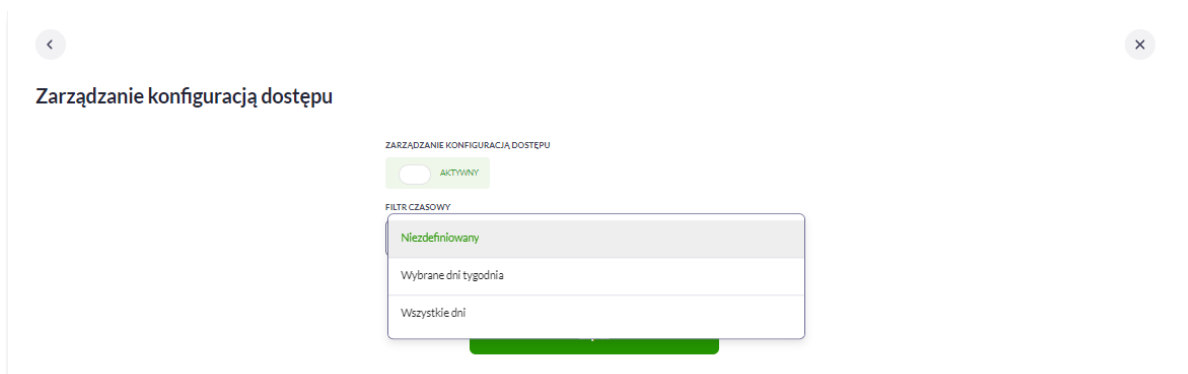 Zarządzanie konfiguracją dostępu
ZARZĄDZANIE KONFIGURACJĄ DOSTĘPU
AKTYWNY
FILTR CZASOWY
Niezdefiniowany
Wybrane dni tygodnia
Wszystkie dni